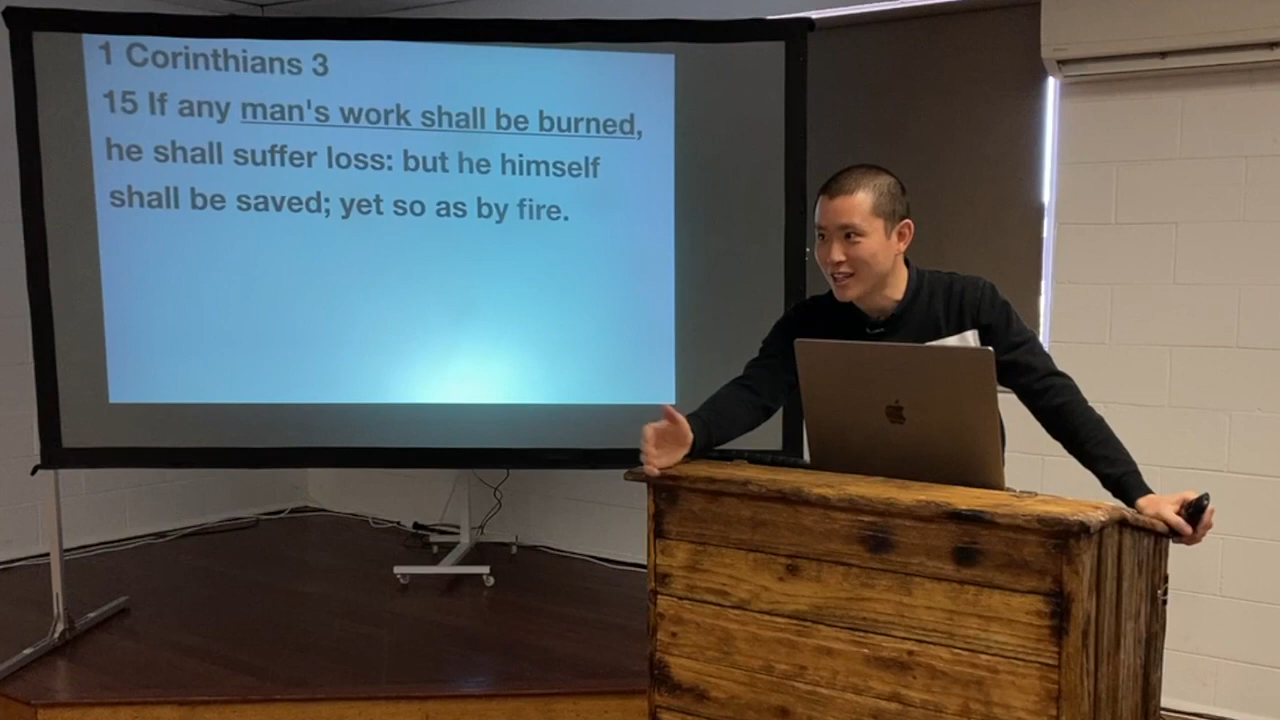 1 Corinthians 3
15 If any man's work shall be burned,
he shall suffer loss: but he himself
shall be saved; yet so as by fire.